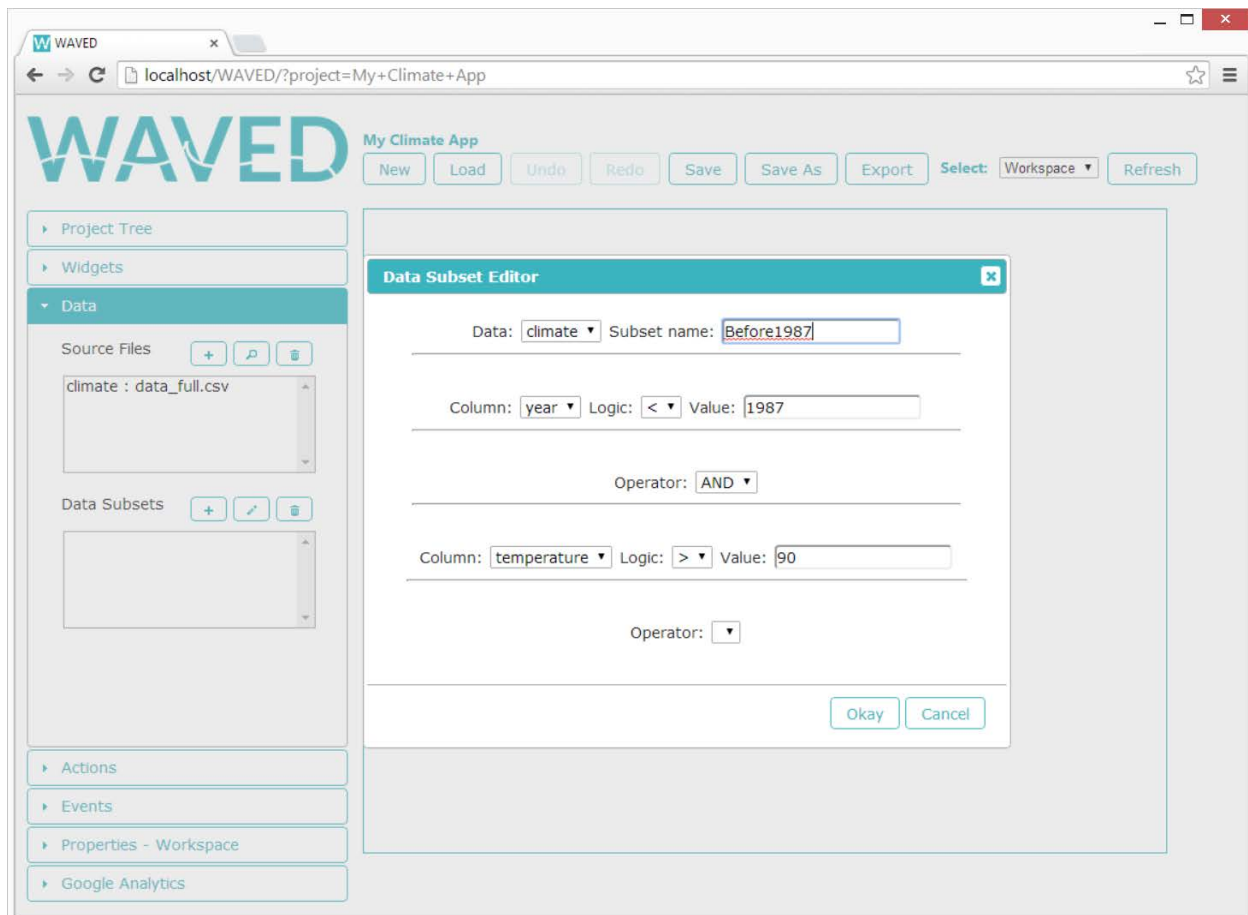 WAVED
localhost/WAVED/?project=My+Climate+App
WAVED
My Climate App
New Load Undo Redo Save Save As Export Select: Workspace Refresh
Project Tree
Widgets
Data
Source Files
climate : data_full.csv
Data Subsets
Actions
Events
Properties - Workspace
Google Analytics
Data Subset Editor
Data: climate Subset name: Before1987
Column: year Logic: < Value: 1987
Operator: AND
Column: temperature Logic: > Value: 90
Operator:
Okay Cancel